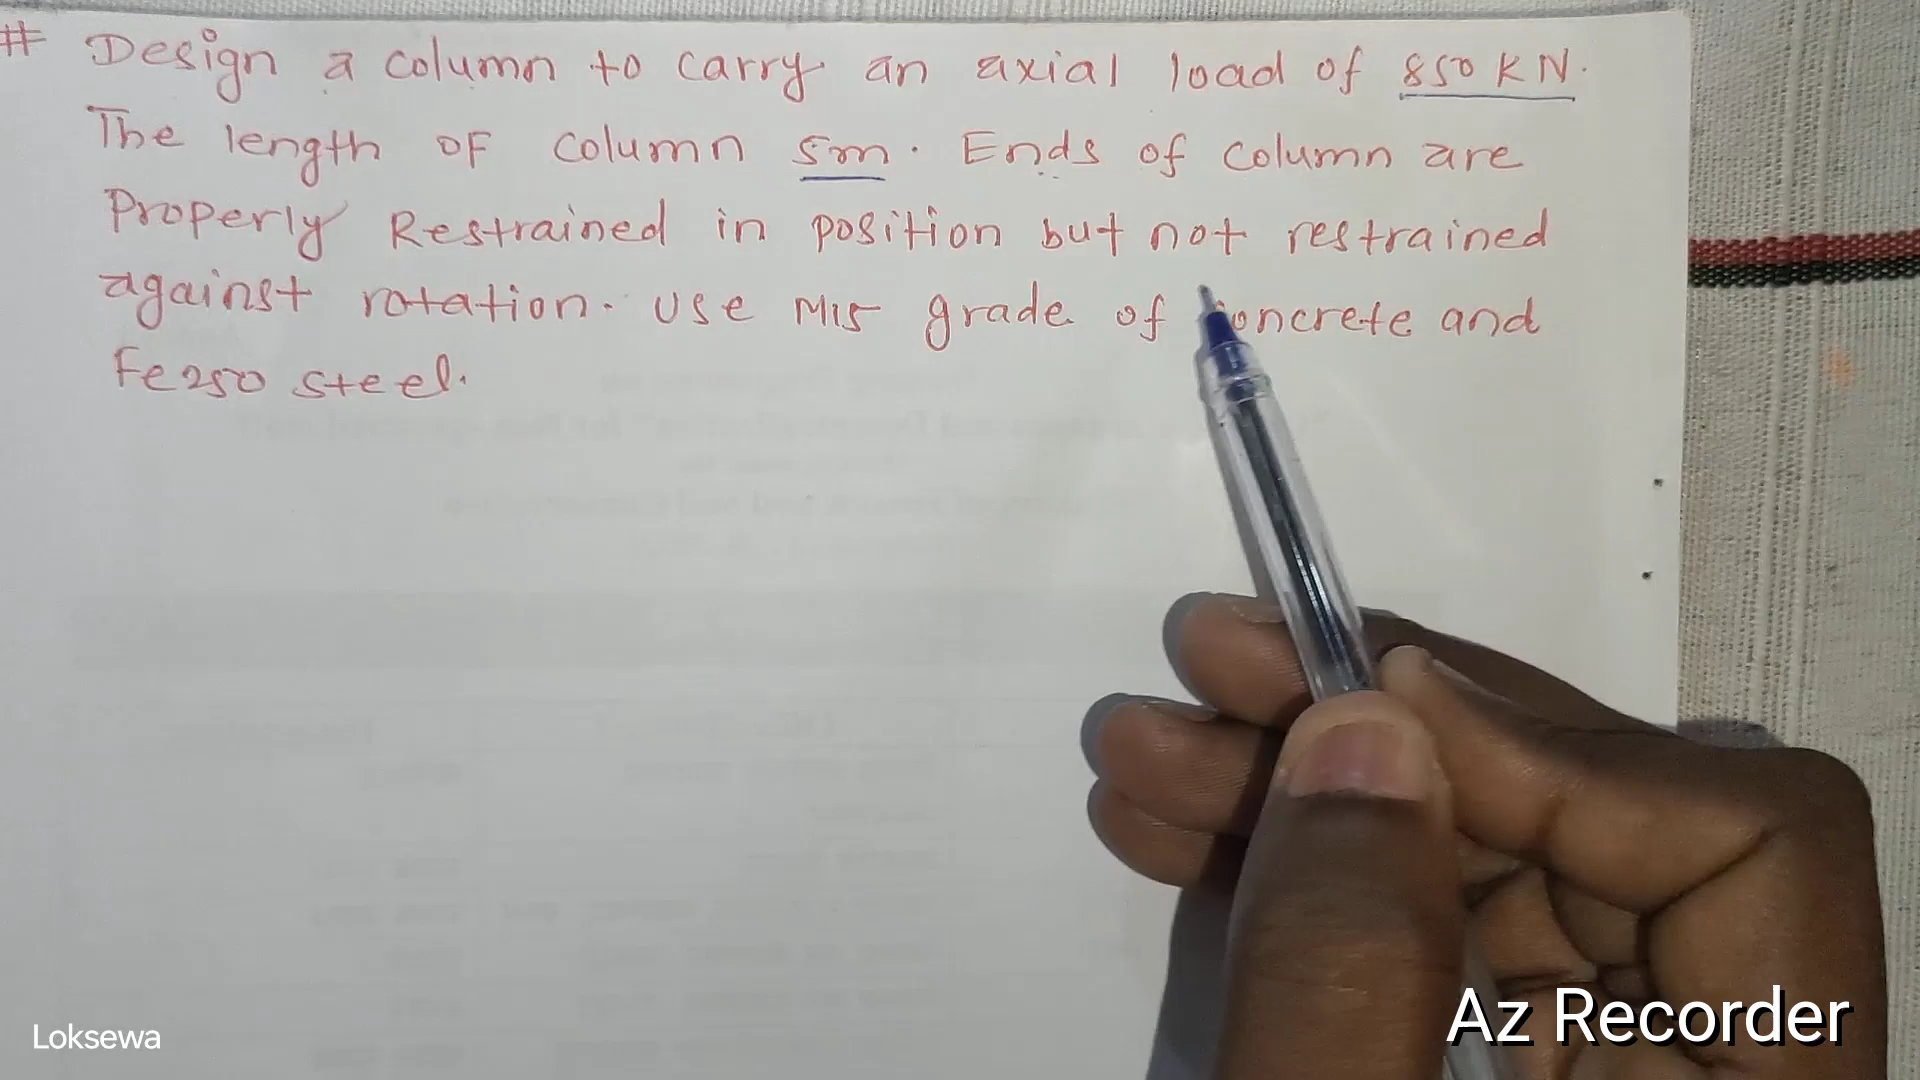 # Design a column to carry an axial load of 850 KN.
The length of column 5m. Ends of column are
Properly Restrained in position but not restrained
against rotation. use M15 grade of concrete and
Fe250 steel.
Loksewa
Az Recorder